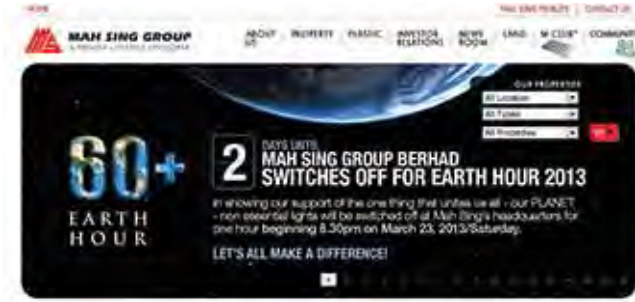 HOME
CONTACT US
MAH SING GROUP
ABOUT US
PROPERTY
PLASTIC
INVESTOR RELATIONS
NEWS ROOM
LAND
M CLUB
COMMUNITY
OUR PROPERTIES
All Location
All Types
All Properties
60+
EARTH
HOUR
2
DAYS UNTIL
MAH SING GROUP BERHAD
SWITCHES OFF FOR EARTH HOUR 2013
In showing our support of the one thing that unites us all - our PLANET
- non essential lights will be switched off at Mah Sing's headquarters for
one hour beginning 8.30pm on March 23, 2013/Saturday.
LET'S ALL MAKE A DIFFERENCE!